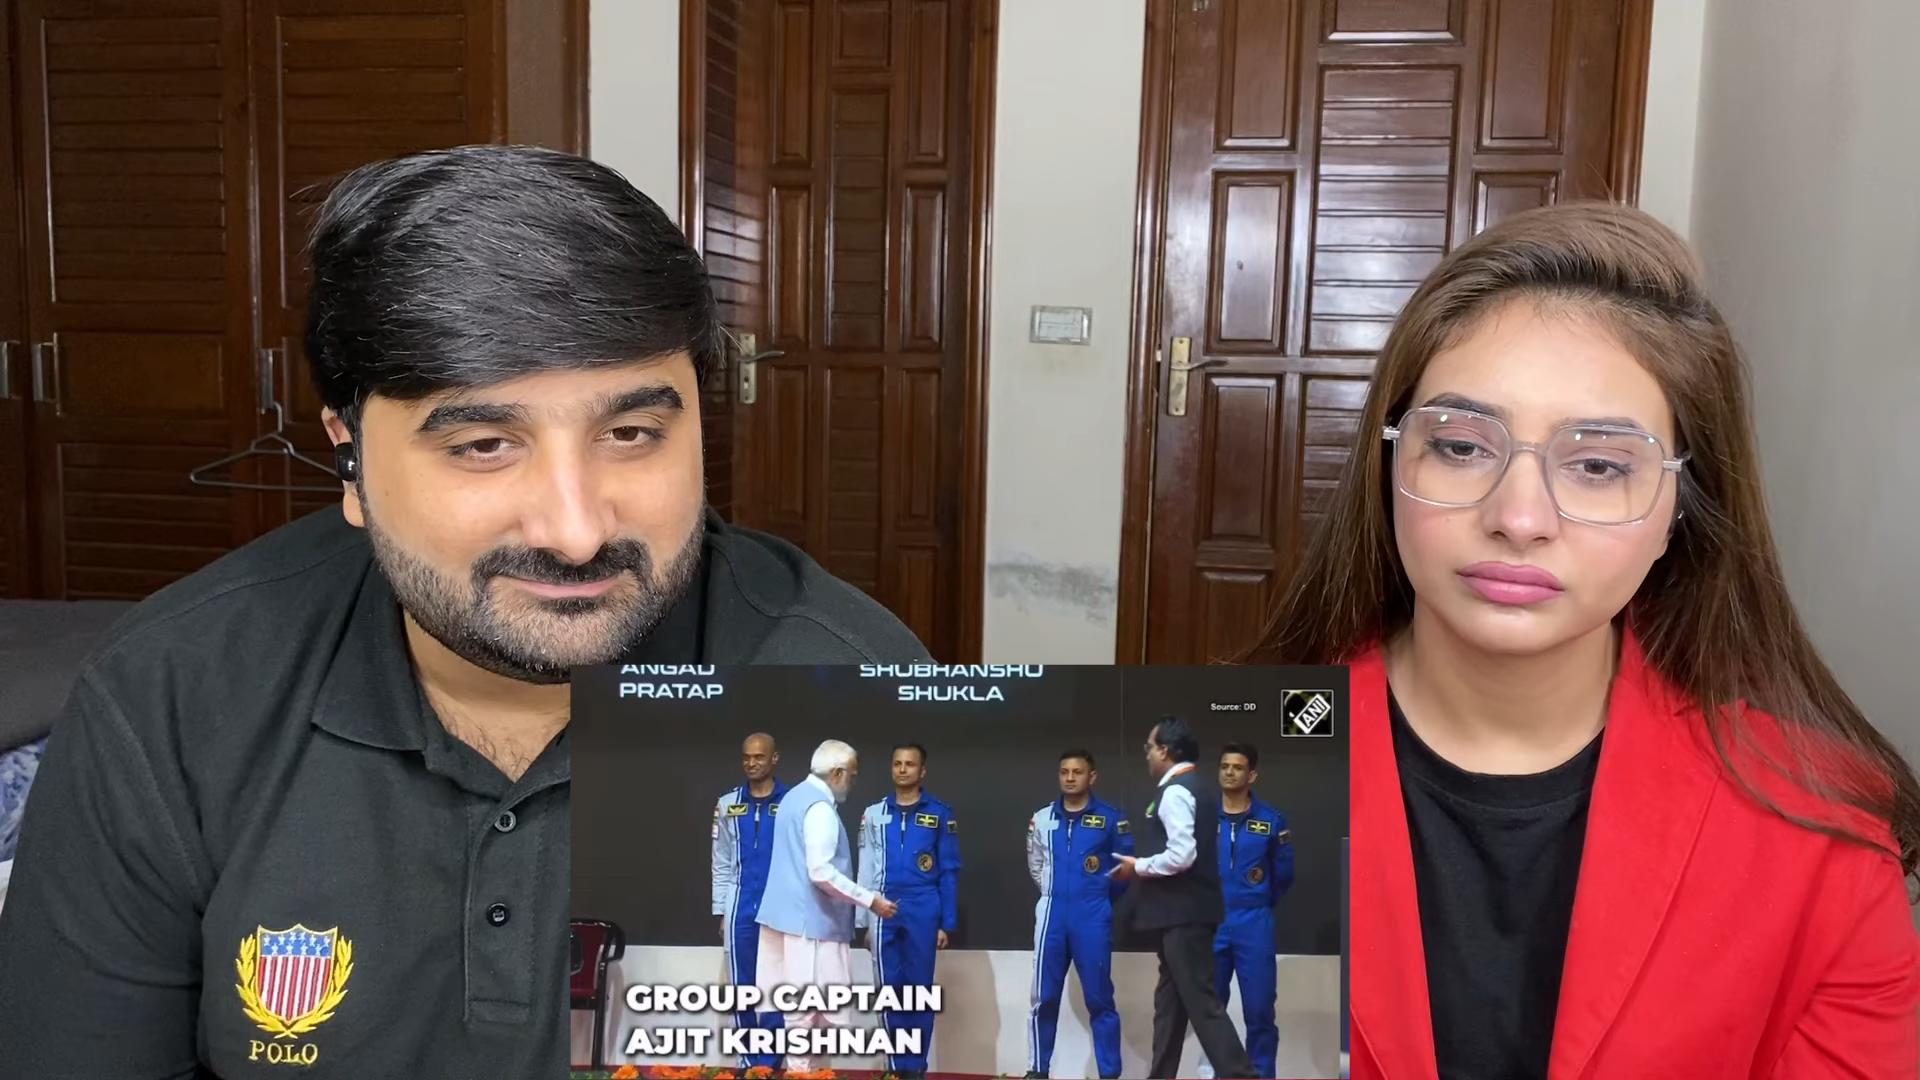 ANGAD
PRATAP
SHUBHANSHU
SHUKLA
Source: DD
ANI
GROUP CAPTAIN
AJIT KRISHNAN
POLO